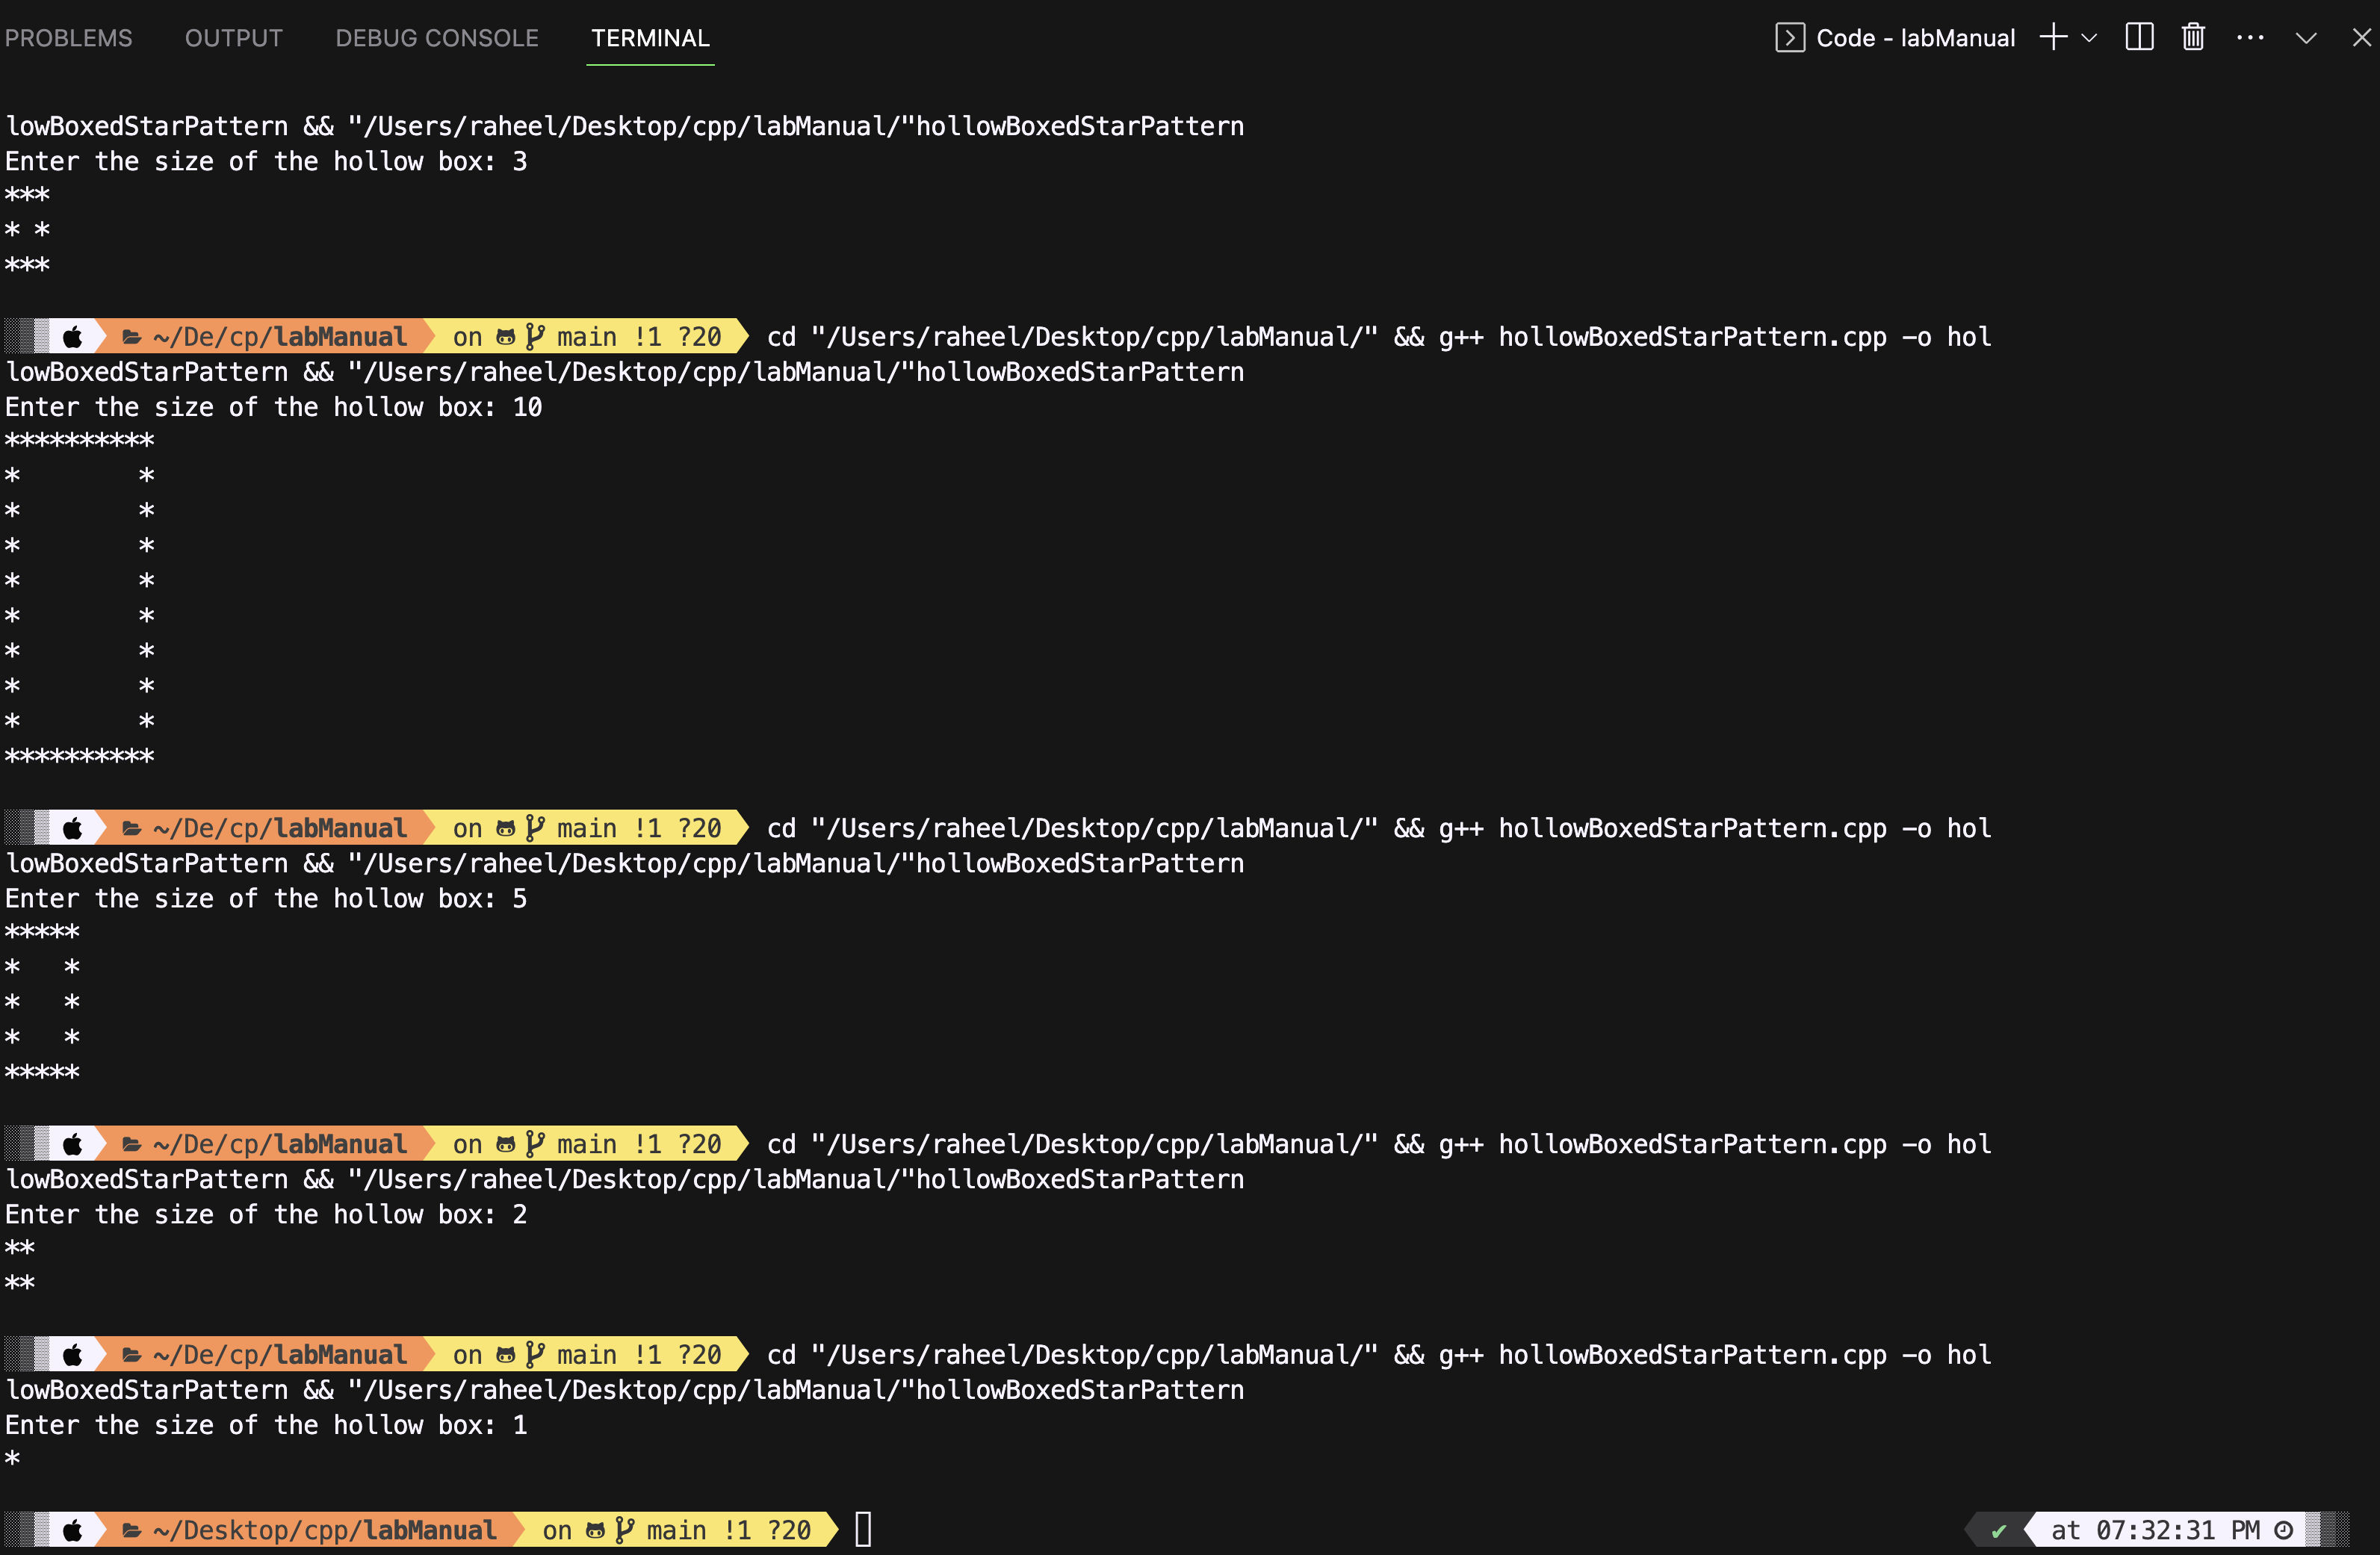 PROBLEMS OUTPUT DEBUG CONSOLE TERMINAL Code - labManual
lowBoxedStarPattern && "/Users/raheel/Desktop/cpp/labManual/"hollowBoxedStarPattern
Enter the size of the hollow box: 3
***
* *
***
~/De/cp/labManual on main !1 ?20 cd "/Users/raheel/Desktop/cpp/labManual/" && g++ hollowBoxedStarPattern.cpp -o hol
lowBoxedStarPattern && "/Users/raheel/Desktop/cpp/labManual/"hollowBoxedStarPattern
Enter the size of the hollow box: 10
**********
*        *
*        *
*        *
*        *
*        *
*        *
*        *
*        *
**********
~/De/cp/labManual on main !1 ?20 cd "/Users/raheel/Desktop/cpp/labManual/" && g++ hollowBoxedStarPattern.cpp -o hol
lowBoxedStarPattern && "/Users/raheel/Desktop/cpp/labManual/"hollowBoxedStarPattern
Enter the size of the hollow box: 5
*****
*   *
*   *
*   *
*****
~/De/cp/labManual on main !1 ?20 cd "/Users/raheel/Desktop/cpp/labManual/" && g++ hollowBoxedStarPattern.cpp -o hol
lowBoxedStarPattern && "/Users/raheel/Desktop/cpp/labManual/"hollowBoxedStarPattern
Enter the size of the hollow box: 2
**
**
~/De/cp/labManual on main !1 ?20 cd "/Users/raheel/Desktop/cpp/labManual/" && g++ hollowBoxedStarPattern.cpp -o hol
lowBoxedStarPattern && "/Users/raheel/Desktop/cpp/labManual/"hollowBoxedStarPattern
Enter the size of the hollow box: 1
*
~/Desktop/cpp/labManual on main !1 ?20 ✔ at 07:32:31 PM